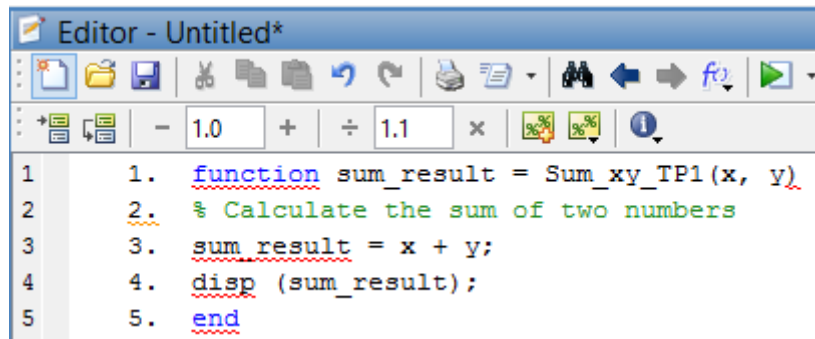 Editor - Untitled*
1.0 1.1
1 1. function sum_result = Sum_xy_TP1(x, y)
2 2. % Calculate the sum of two numbers
3 3. sum_result = x + y;
4 4. disp (sum_result);
5 5. end